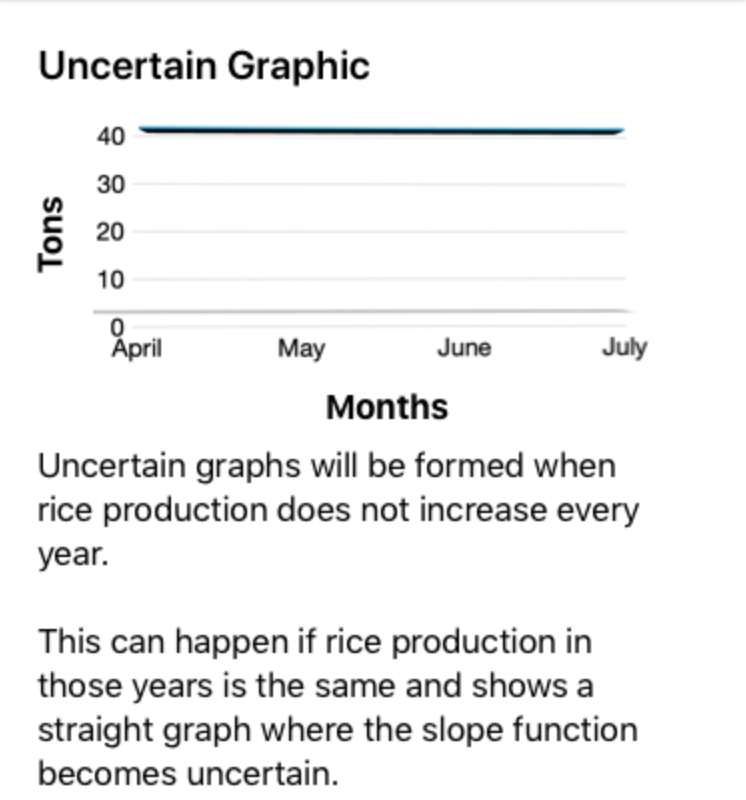 Uncertain Graphic
40
30
20
10
0
Tons
April May June July
Months
Uncertain graphs will be formed when
rice production does not increase every
year.
This can happen if rice production in
those years is the same and shows a
straight graph where the slope function
becomes uncertain.